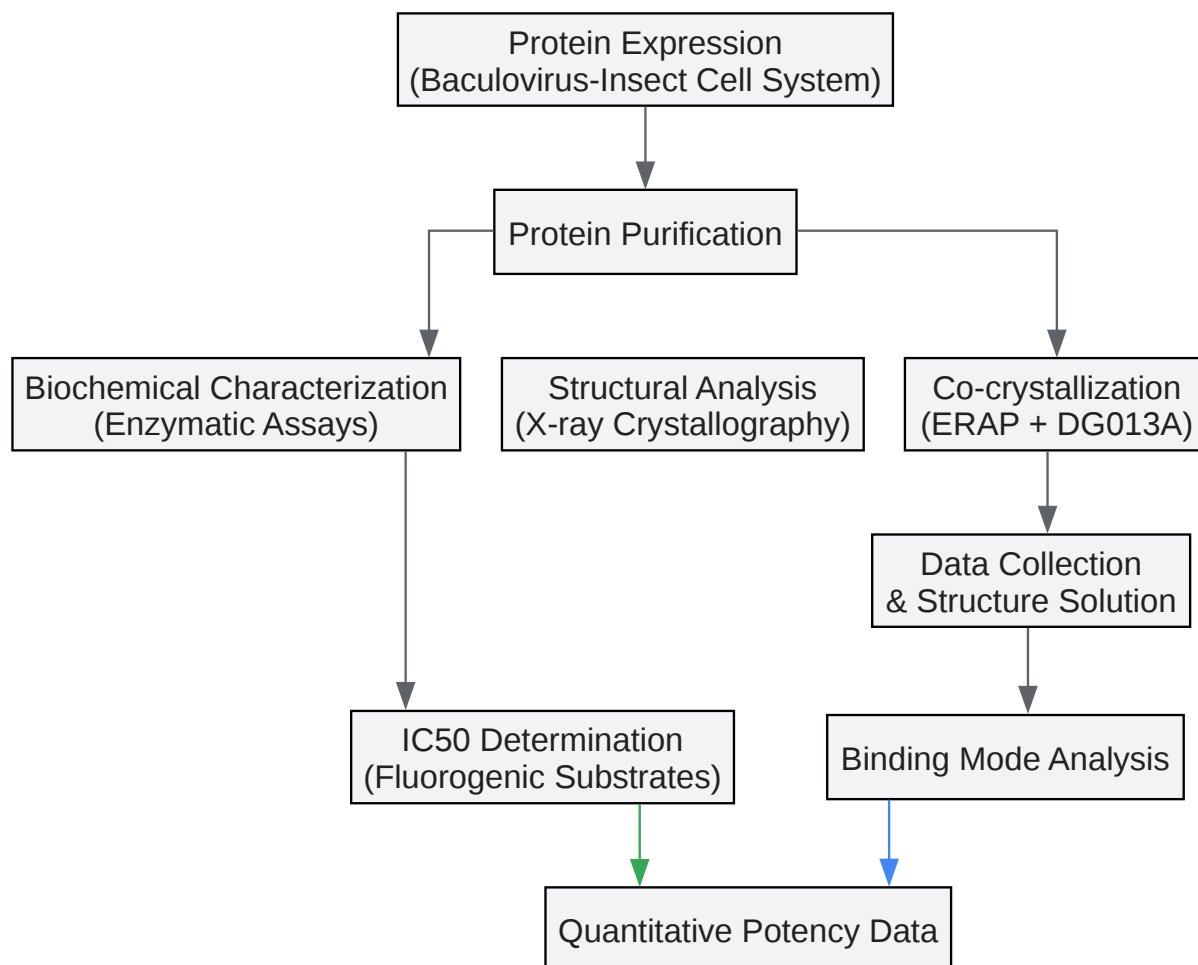 Protein Expression
(Baculovirus-Insect Cell System)
Protein Purification
Biochemical Characterization
(Enzymatic Assays)
Structural Analysis
(X-ray Crystallography)
Co-crystallization
(ERAP + DG013A)
Data Collection
& Structure Solution
IC50 Determination
(Fluorogenic Substrates)
Binding Mode Analysis
Quantitative Potency Data